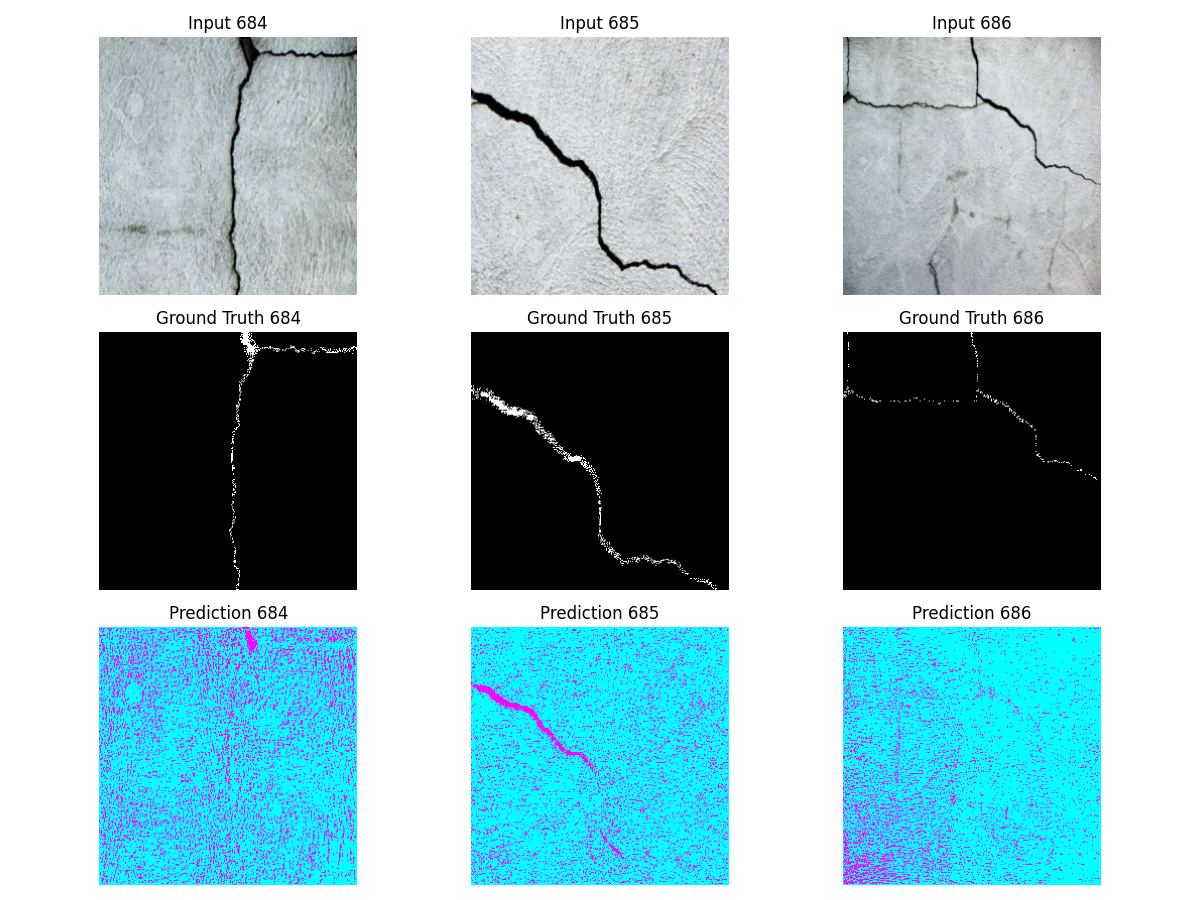 Input 684
Input 685
Input 686
Ground Truth 684
Ground Truth 685
Ground Truth 686
Prediction 684
Prediction 685
Prediction 686